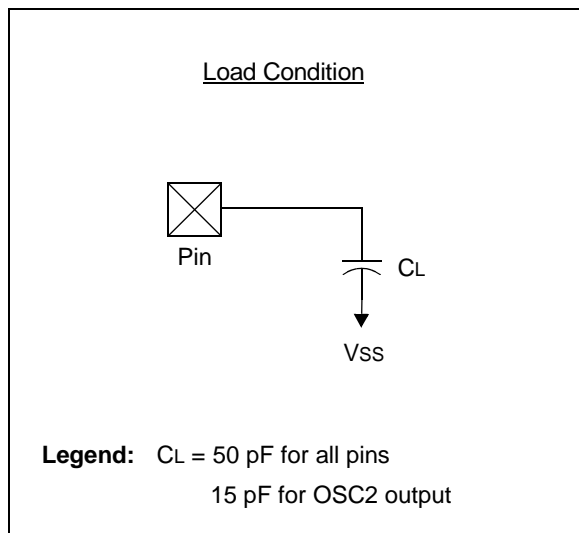 Load Condition
Pin
CL
VSS
Legend: CL = 50 pF for all pins
15 pF for OSC2 output